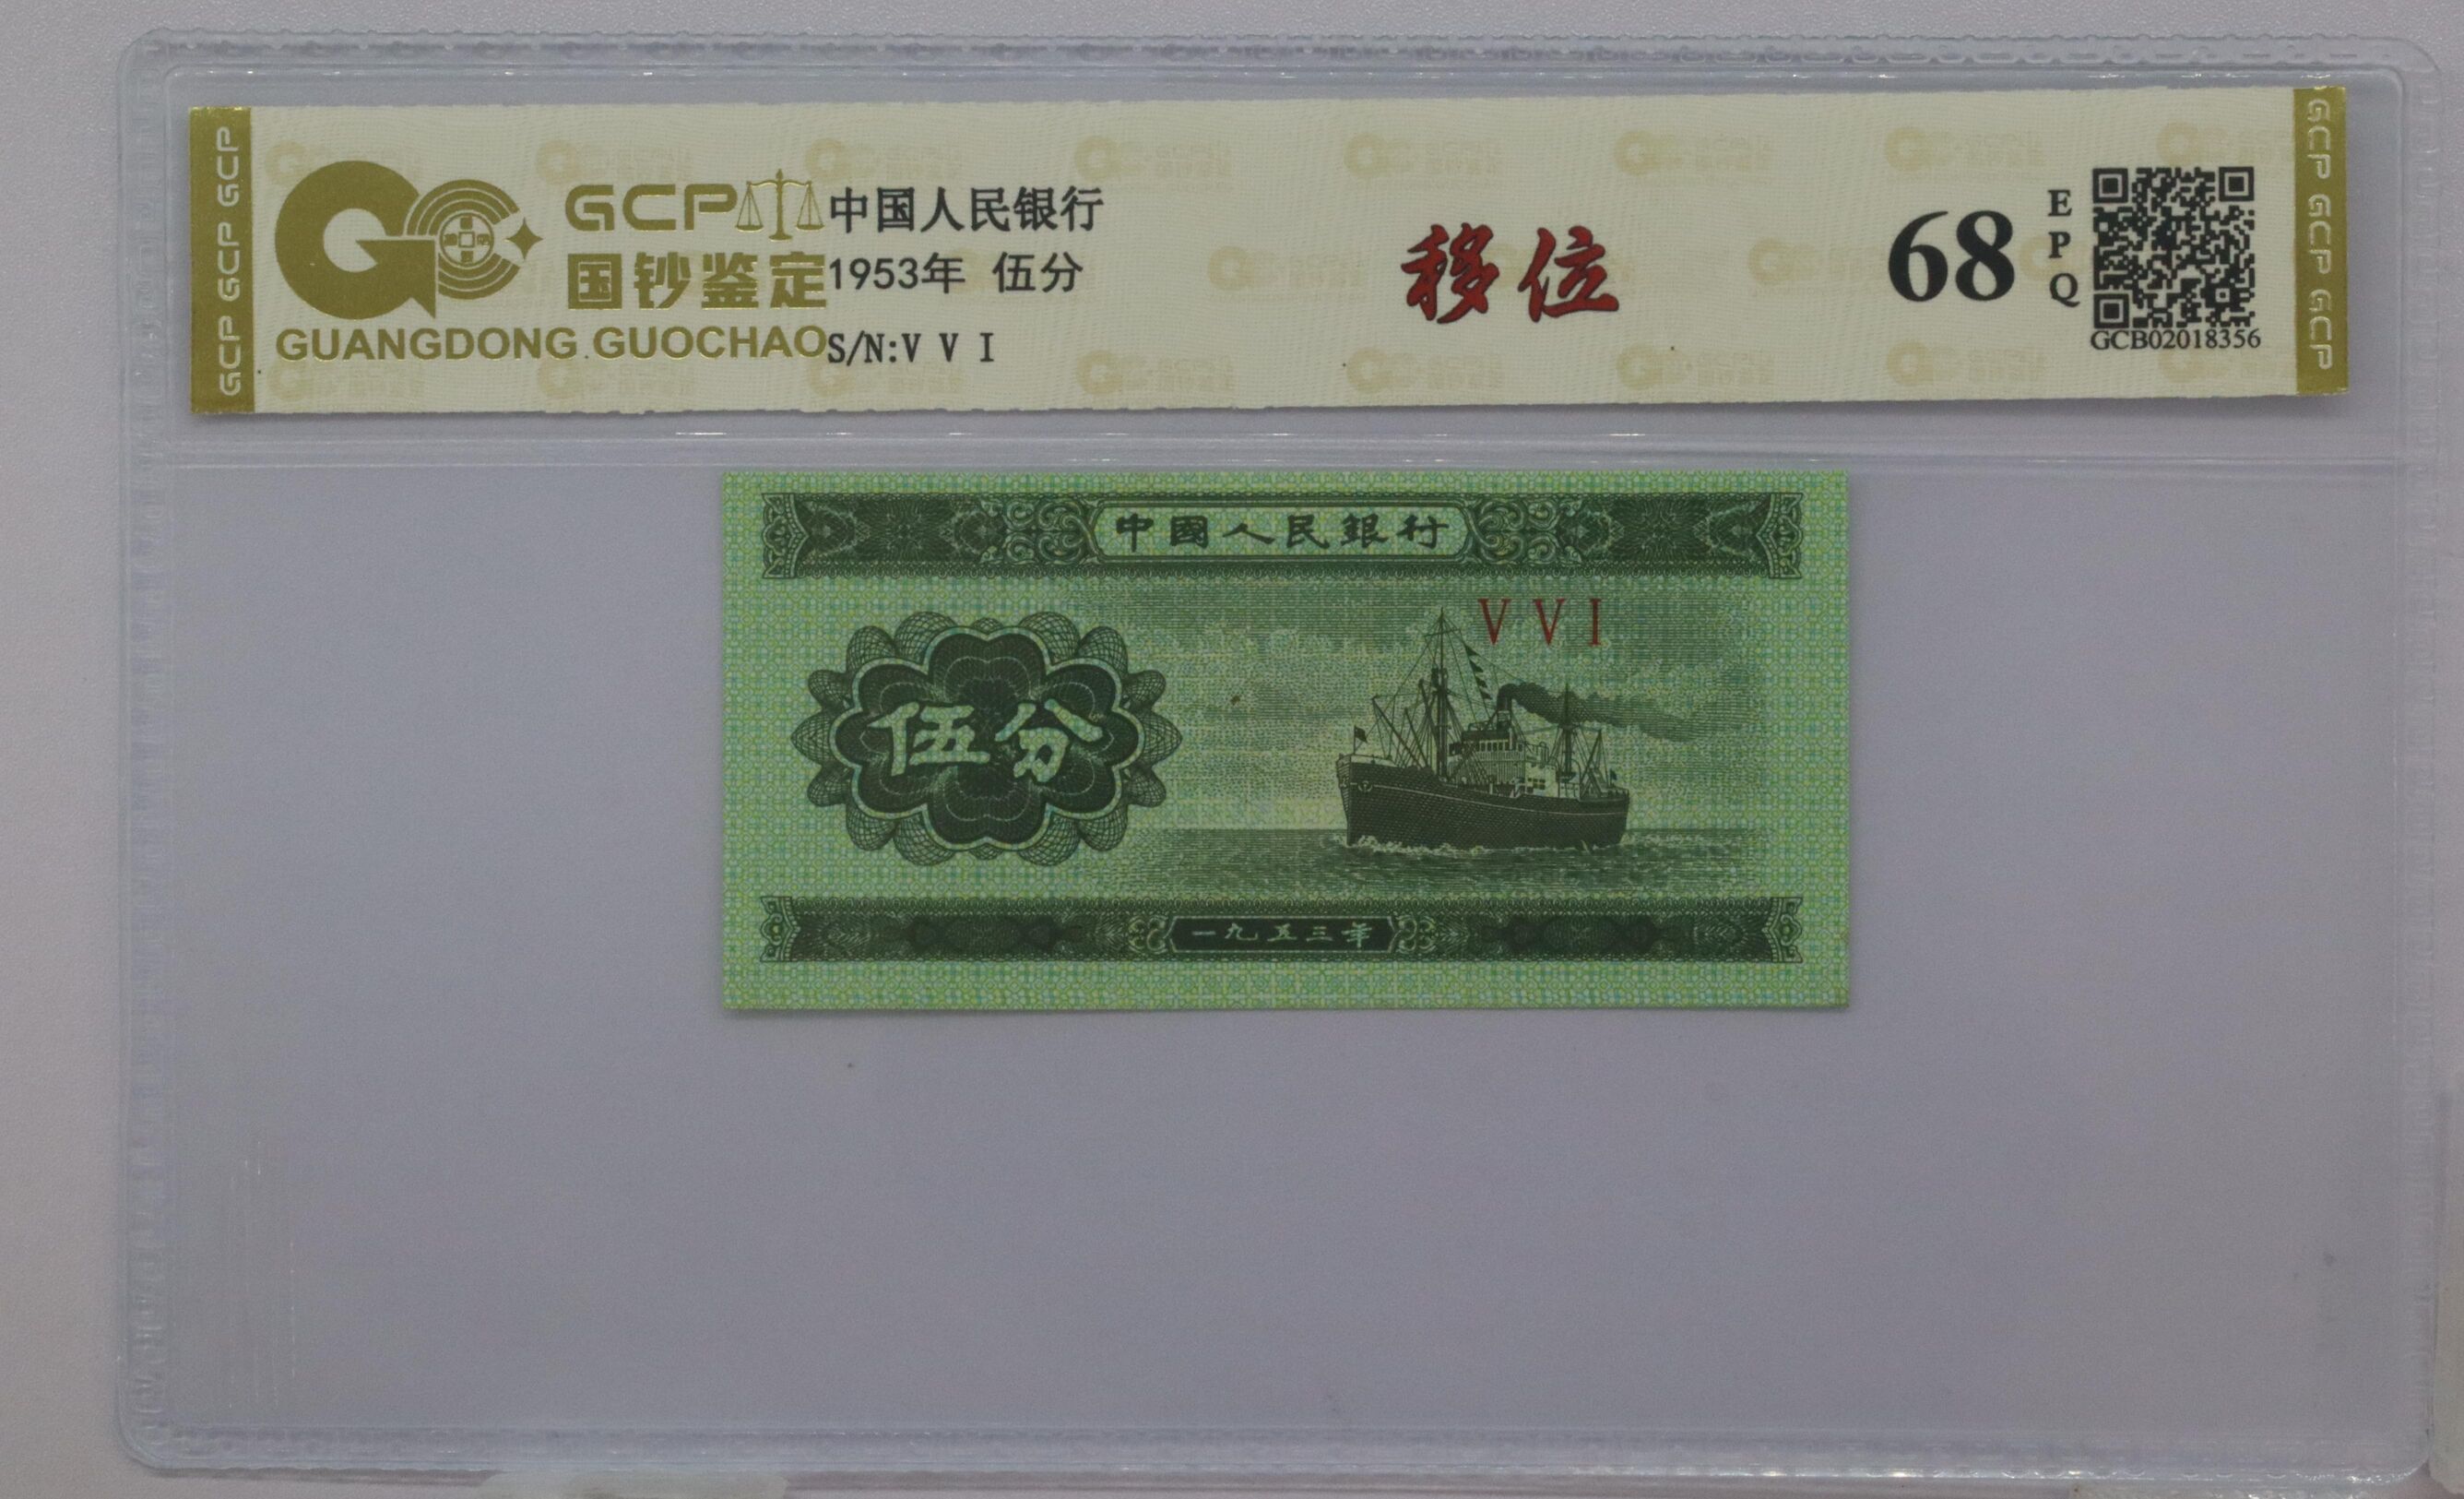 GCP GCP GCP
GCP
国钞鉴定
GUANGDONG.GUOCHAO
中国人民银行
1953年 伍分
S/N:V V I
移位
68
EPQ
GCB02018356
GCP GCP GCP
中國人民銀行
V V I
伍分
一九五三年